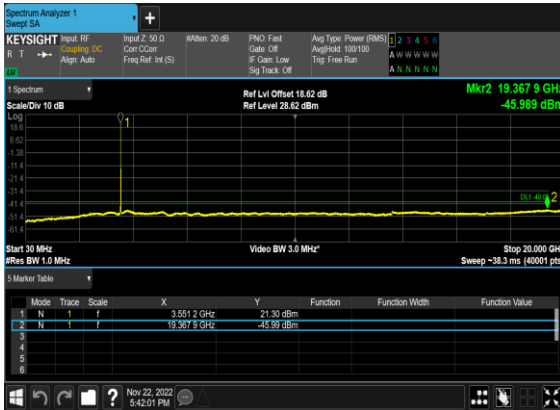 Spectrum Analyzer 1
Swept SA
+
KEYSIGHT Input: RF Input Z: 50 Ω #Atten: 20 dB PNO: Fast Avg Type: Power (RMS) 1 2 3 4 5 6
R T Coupling: DC Corr CCorr Gate: Off Avg|Hold: 100/100 A W W W W W
Align: Auto Freq Ref: Int (S) IF Gain: Low Trig: Free Run
Sig Track: Off A N N N N N
LXI
1 Spectrum Ref Lvl Offset 18.62 dB Mkr2 19.367 9 GHz
Scale/Div 10 dB Ref Level 28.62 dBm -45.989 dBm
Log
18.6
8.62
-1.38
-11.4
-21.4
-31.4
-41.4
-51.4
-61.4
1
2
Start 30 MHz Video BW 3.0 MHz* Stop 20.000 GHz
#Res BW 1.0 MHz Sweep ~38.3 ms (40001 pts)
5 Marker Table
Mode Trace Scale X Y Function Function Width Function Value
1 N 1 f 3.551 2 GHz 21.30 dBm
2 N 1 f 19.367 9 GHz -45.99 dBm
3
4
5
6
? Nov 22, 2022
5:42:01 PM